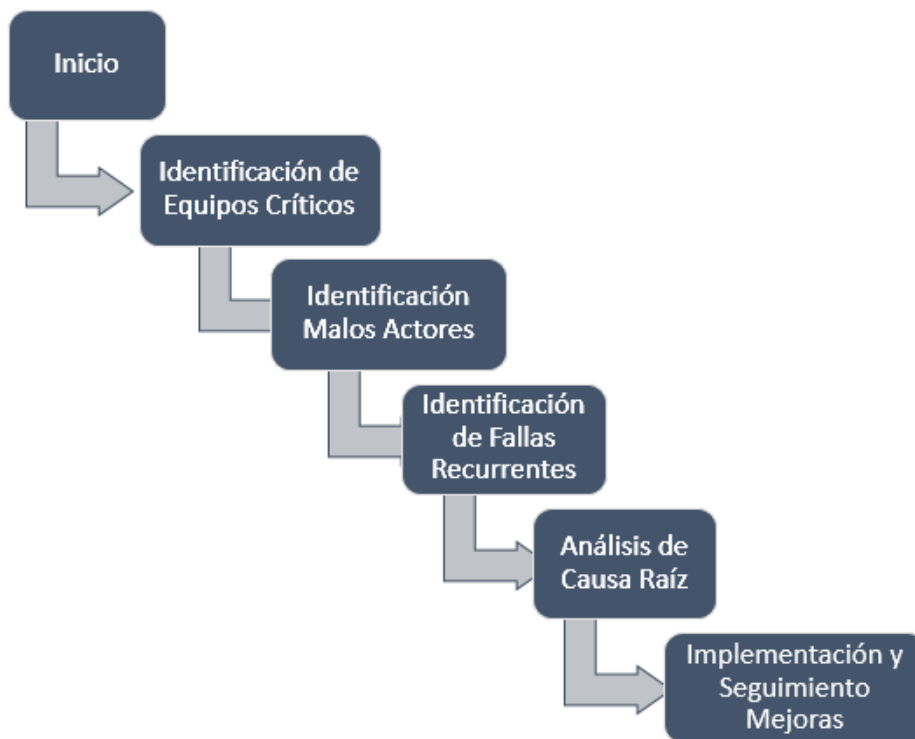 Inicio
Identificación de
Equipos Críticos
Identificación
Malos Actores
Identificación
de Fallas
Recurrentes
Análisis de
Causa Raíz
Implementación y
Seguimiento
Mejoras